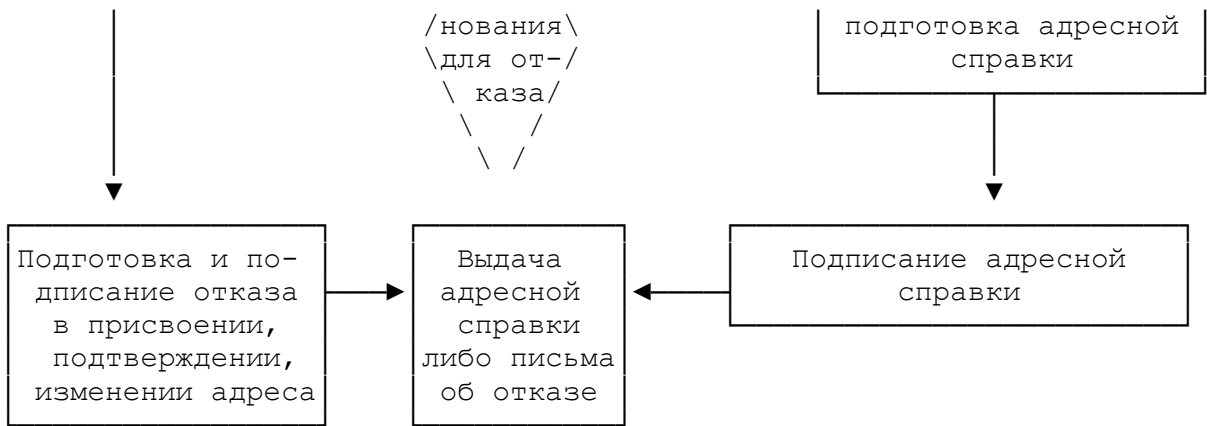 /нования\
\для от-/
\ каза/
\ /
\ /
подготовка адресной
справки
Подготовка и по-
дписание отказа
в присвоении,
подтверждении,
изменении адреса
Выдача
адресной
справки
либо письма
об отказе
Подписание адресной
справки